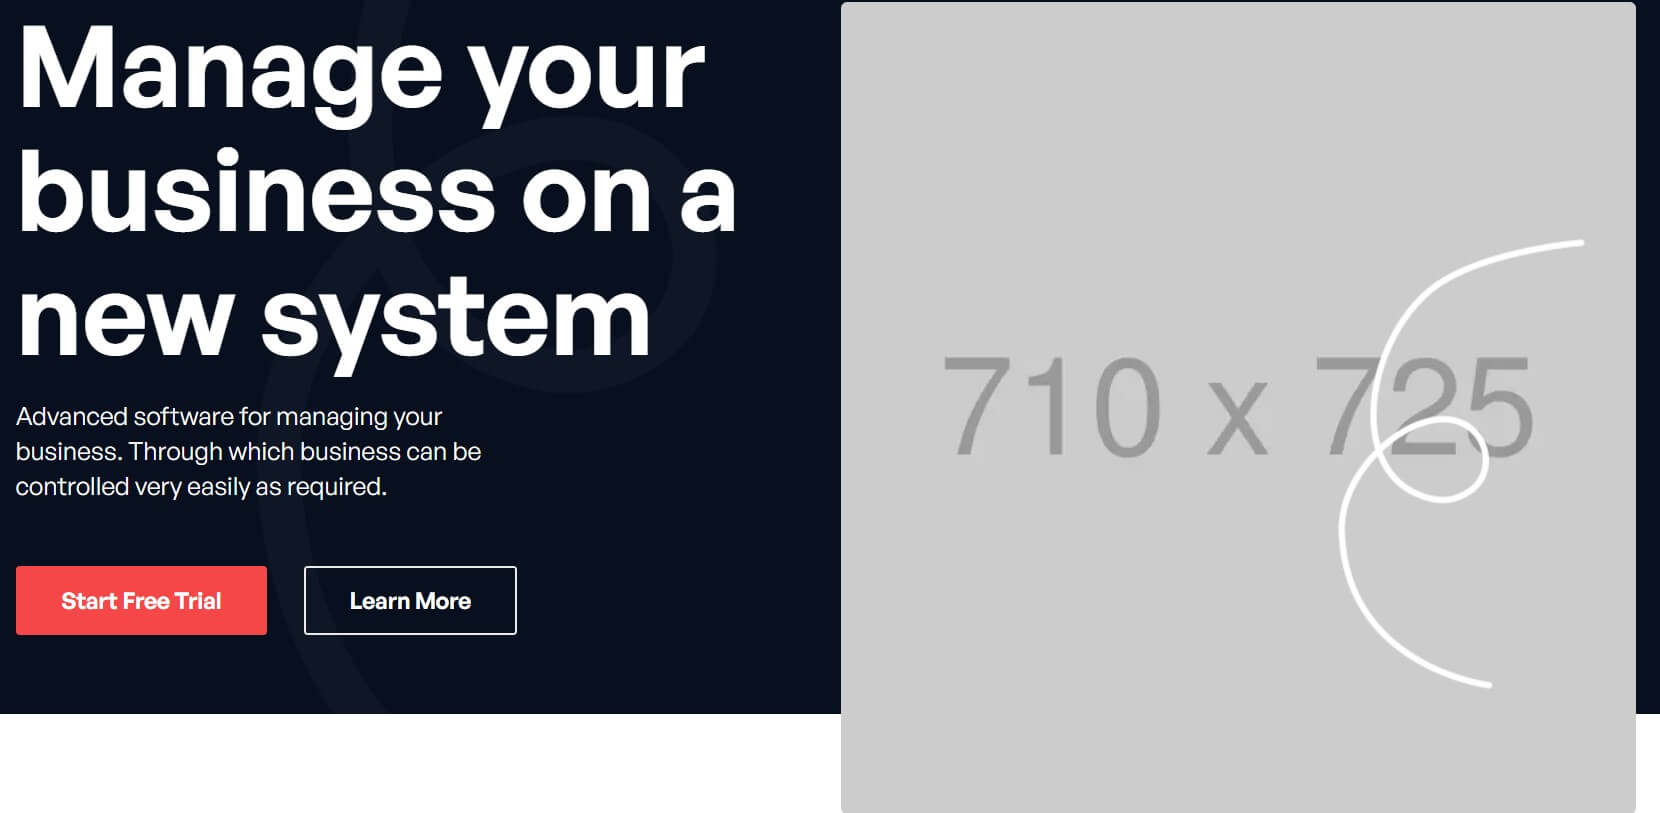 Manage your
business on a
new system
Advanced software for managing your
business. Through which business can be
controlled very easily as required.
Start Free Trial
Learn More
710 x 725